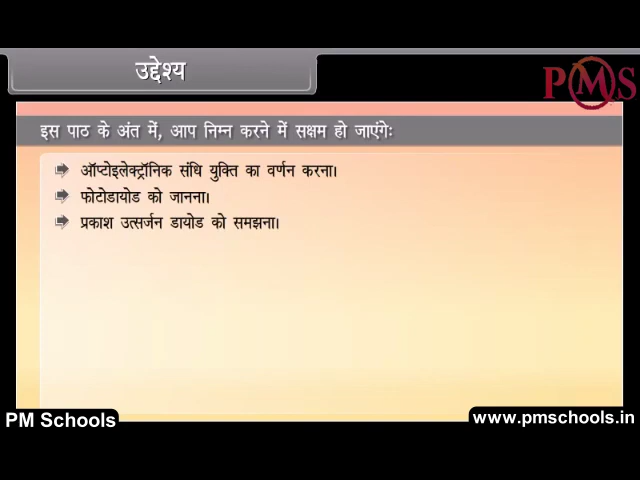 उद्देश्य
PMS
इस पाठ के अंत में, आप निम्न करने में सक्षम हो जाएंगेः
ऑप्टोइलेक्ट्रॉनिक संधि युक्ति का वर्णन करना।
फोटोडायोड को जानना।
प्रकाश उत्सर्जन डायोड को समझना।
PM Schools
www.pmschools.in